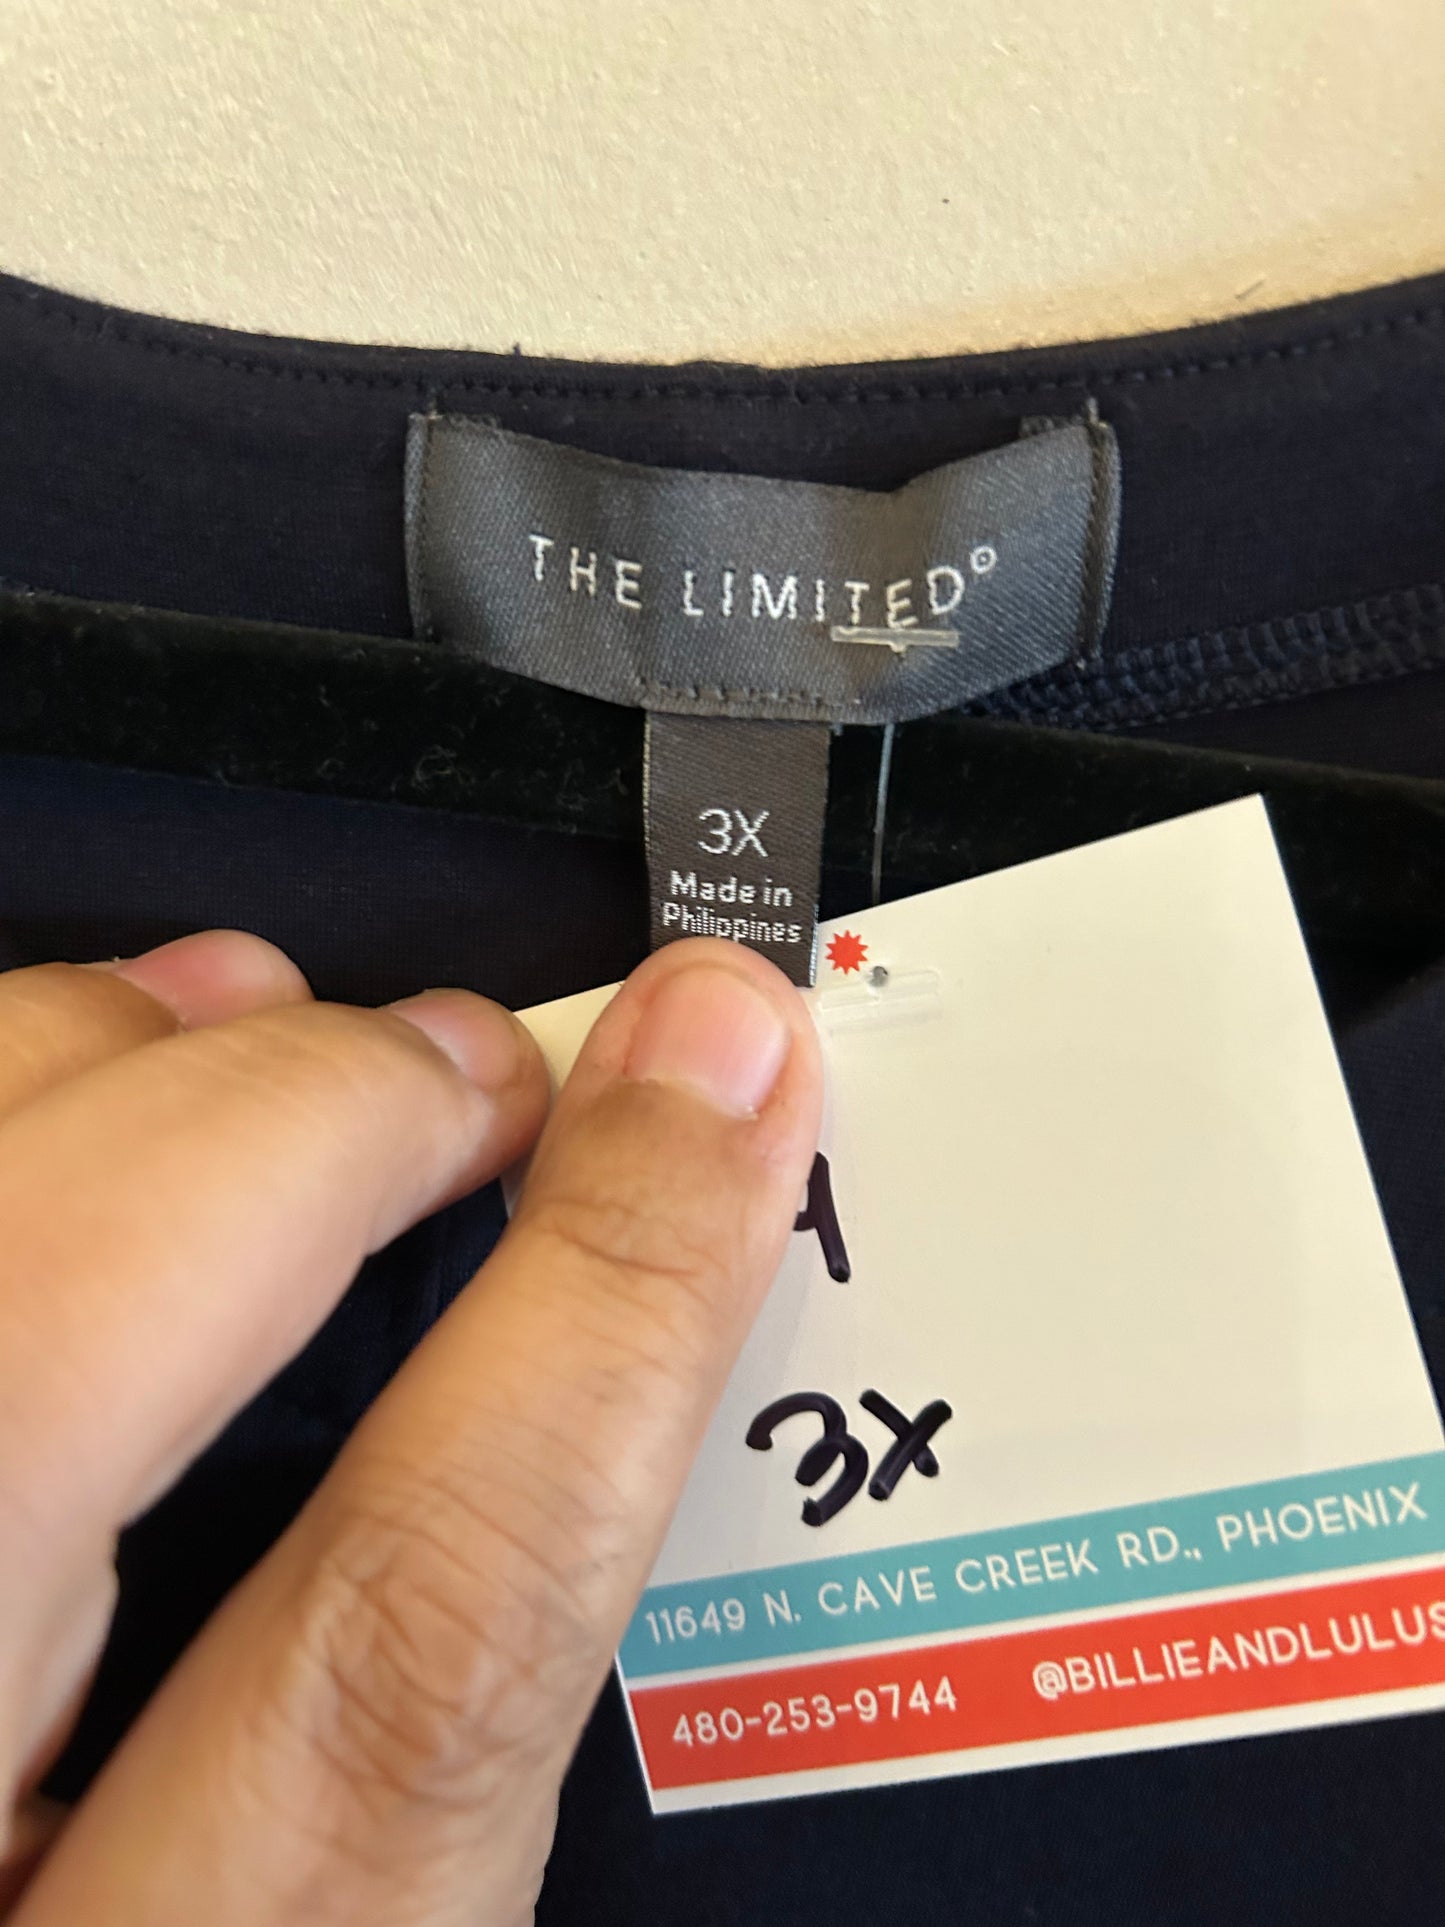 THE LIMITED®
3X
Made in
Philippines
3X
11649 N. CAVE CREEK RD., PHOENIX
480-253-9744 @BILLIEANDLULUS